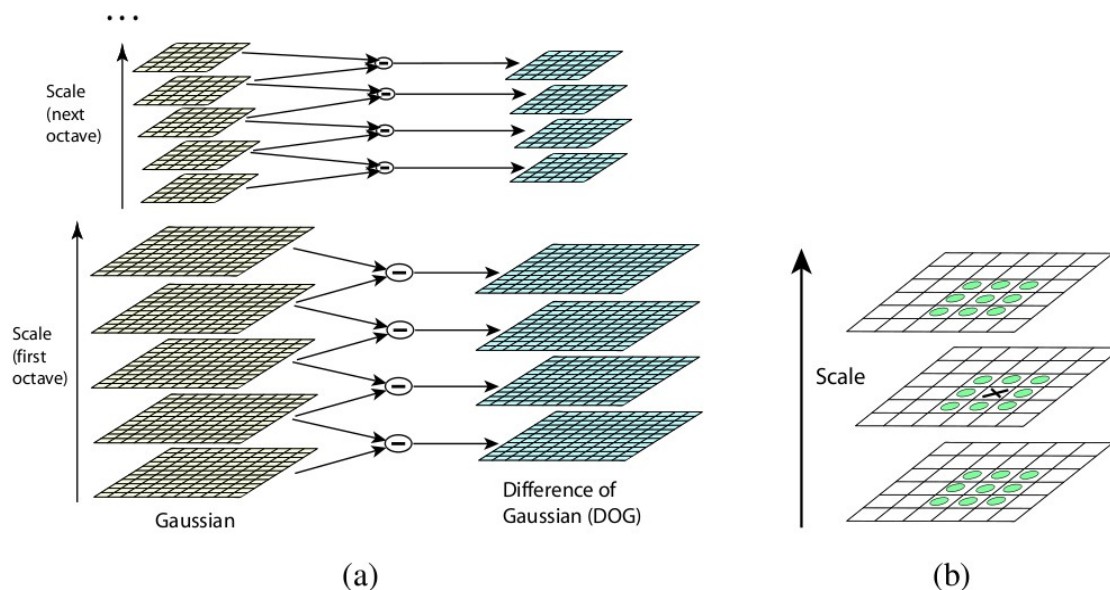 ...
Scale
(next
octave)
Scale
(first
octave)
Gaussian
Difference of
Gaussian (DOG)
(a)
Scale
(b)